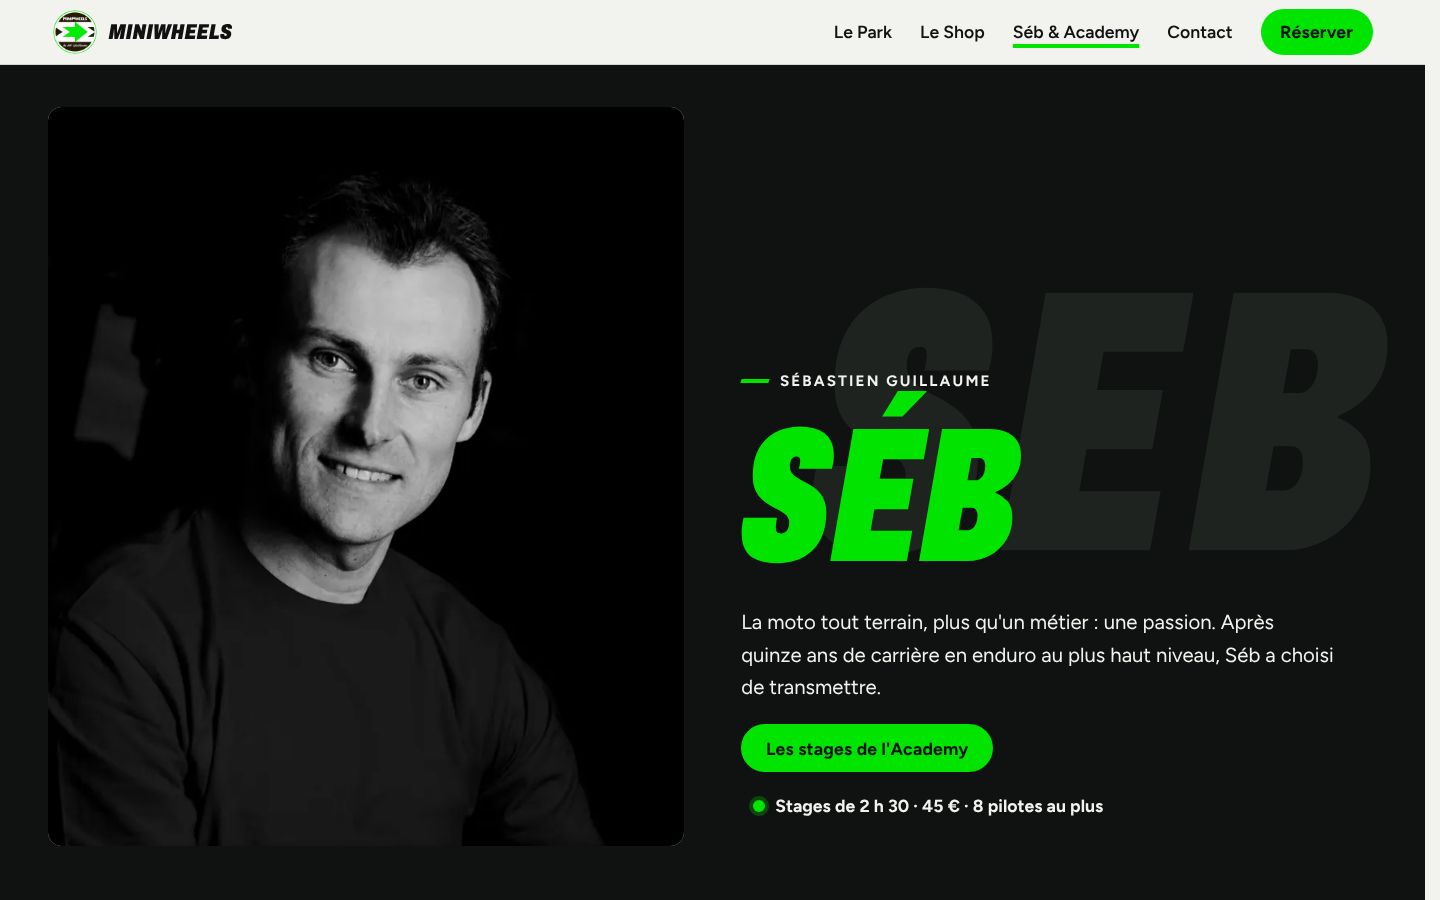 MINIWHEELS
Le Park
Le Shop
Séb & Academy
Contact
Réserver
SEB
SÉBASTIEN GUILLAUME
SÉB
La moto tout terrain, plus qu'un métier : une passion. Après
quinze ans de carrière en enduro au plus haut niveau, Séb a choisi
de transmettre.
Les stages de l'Academy
Stages de 2 h 30 · 45 € · 8 pilotes au plus